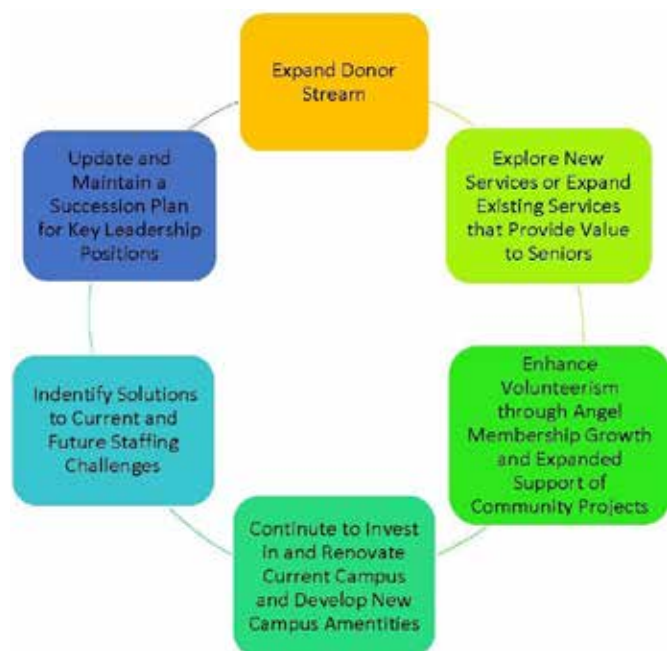 Expand Donor
Stream
Explore New
Services or Expand
Existing Services
that Provide Value
to Seniors
Enhance
Volunteerism
through Angel
Membership Growth
and Expanded
Support of
Community Projects
Continute to Invest
in and Renovate
Current Campus
and Develop New
Campus Amentities
Indentify Solutions
to Current and
Future Staffing
Challenges
Update and
Maintain a
Succession Plan
for Key Leadership
Positions